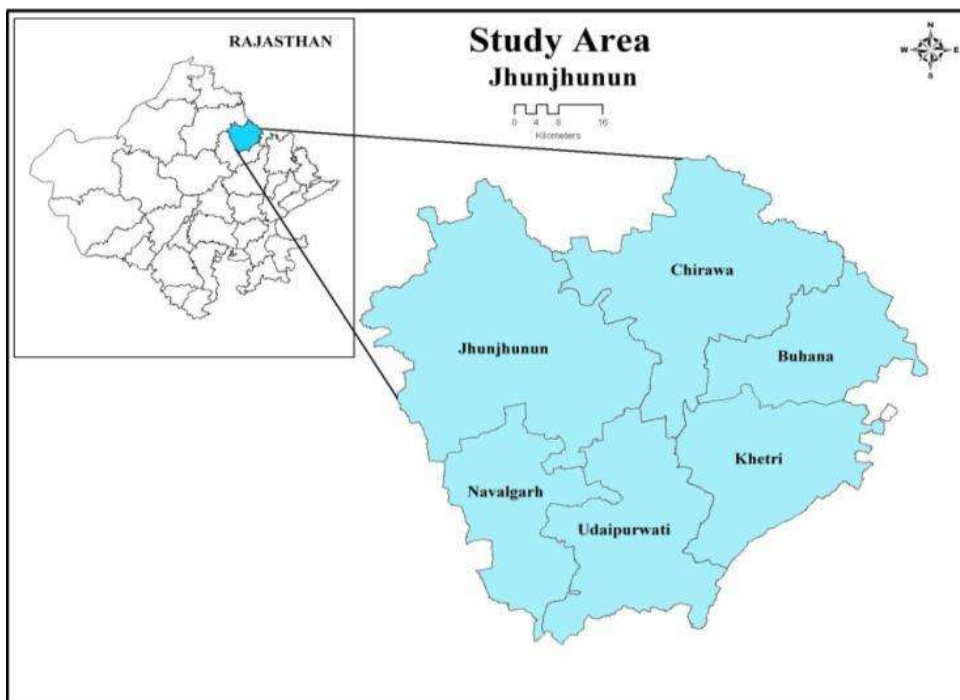 RAJASTHAN
Study Area
Jhunjhunun
N
W E
S
0 4 8 16
Kilometers
Chirawa
Jhunjhunun
Buhana
Khetri
Navalgarh
Udaipurwati